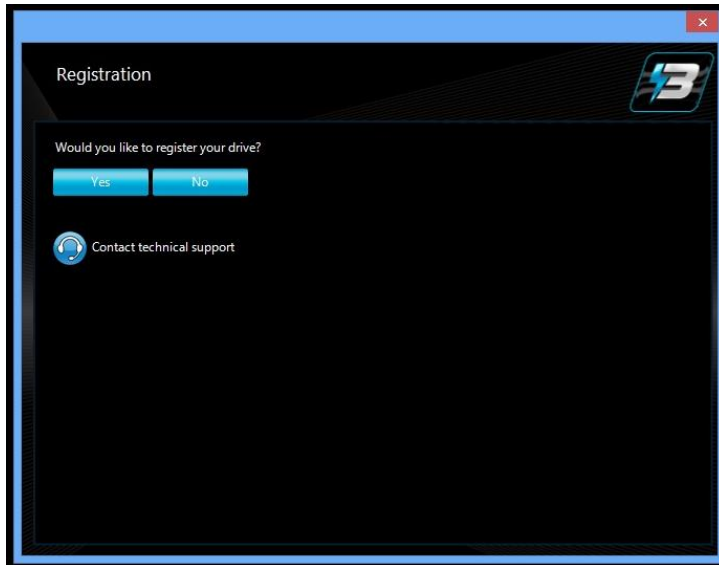 Registration
Would you like to register your drive?
Yes No
Contact technical support